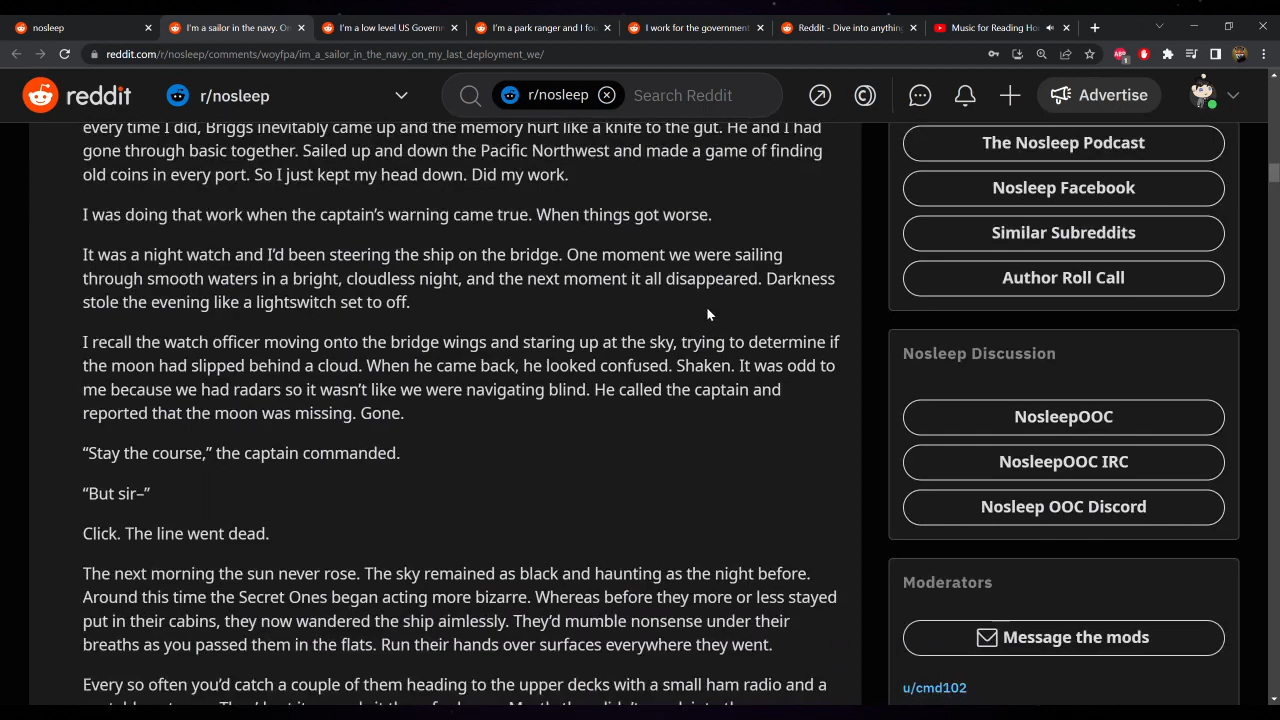 nosleep
I'm a sailor in the navy. On
I'm a low level US Governm
I'm a park ranger and I fou
I work for the government
Reddit - Dive into anything
Music for Reading Ho
reddit.com/r/nosleep/comments/woyfpa/im_a_sailor_in_the_navy_on_my_last_deployment_we/
reddit
r/nosleep
r/nosleep
Search Reddit
Advertise
every time I did, Briggs inevitably came up and the memory hurt like a knife to the gut. He and I had
gone through basic together. Sailed up and down the Pacific Northwest and made a game of finding
old coins in every port. So I just kept my head down. Did my work.
I was doing that work when the captain’s warning came true. When things got worse.
It was a night watch and I’d been steering the ship on the bridge. One moment we were sailing
through smooth waters in a bright, cloudless night, and the next moment it all disappeared. Darkness
stole the evening like a lightswitch set to off.
I recall the watch officer moving onto the bridge wings and staring up at the sky, trying to determine if
the moon had slipped behind a cloud. When he came back, he looked confused. Shaken. It was odd to
me because we had radars so it wasn’t like we were navigating blind. He called the captain and
reported that the moon was missing. Gone.
“Stay the course,” the captain commanded.
“But sir–”
Click. The line went dead.
The next morning the sun never rose. The sky remained as black and haunting as the night before.
Around this time the Secret Ones began acting more bizarre. Whereas before they more or less stayed
put in their cabins, they now wandered the ship aimlessly. They’d mumble nonsense under their
breaths as you passed them in the flats. Run their hands over surfaces everywhere they went.
Every so often you’d catch a couple of them heading to the upper decks with a small ham radio and a
The Nosleep Podcast
Nosleep Facebook
Similar Subreddits
Author Roll Call
Nosleep Discussion
NosleepOOC
NosleepOOC IRC
Nosleep OOC Discord
Moderators
Message the mods
u/cmd102